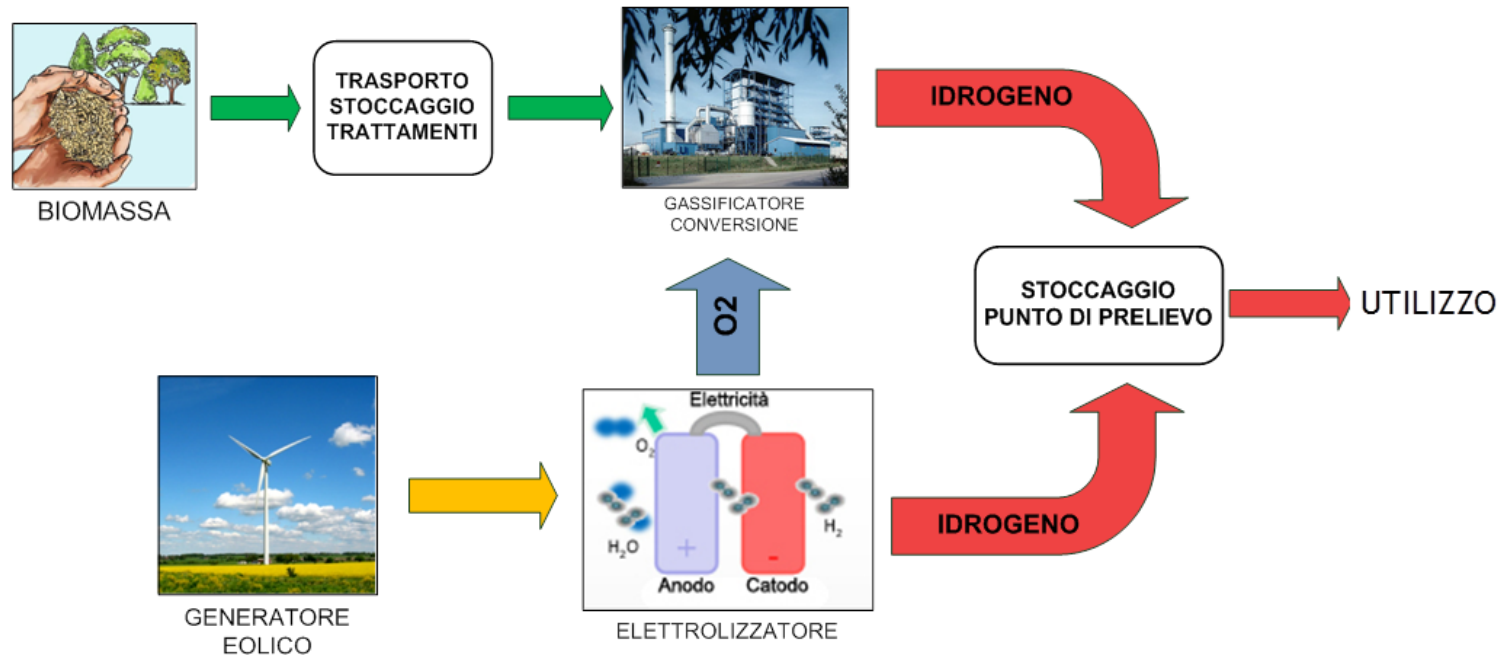 TRASPORTO
STOCCAGGIO
TRATTAMENTI
IDROGENO
BIOMASSA
GASSIFICATORE
CONVERSIONE
O2
STOCCAGGIO
PUNTO DI PRELIEVO
UTILIZZO
Elettricità
O₂
H₂O
H₂
+
-
Anodo
Catodo
IDROGENO
GENERATORE
EOLICO
ELETTROLIZZATORE